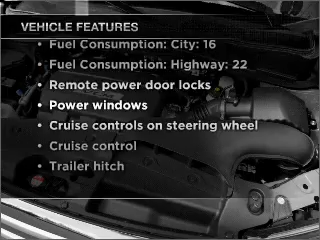 VEHICLE FEATURES
• Fuel Consumption: City: 16
• Fuel Consumption: Highway: 22
• Remote power door locks
• Power windows
• Cruise controls on steering wheel
• Cruise control
• Trailer hitch